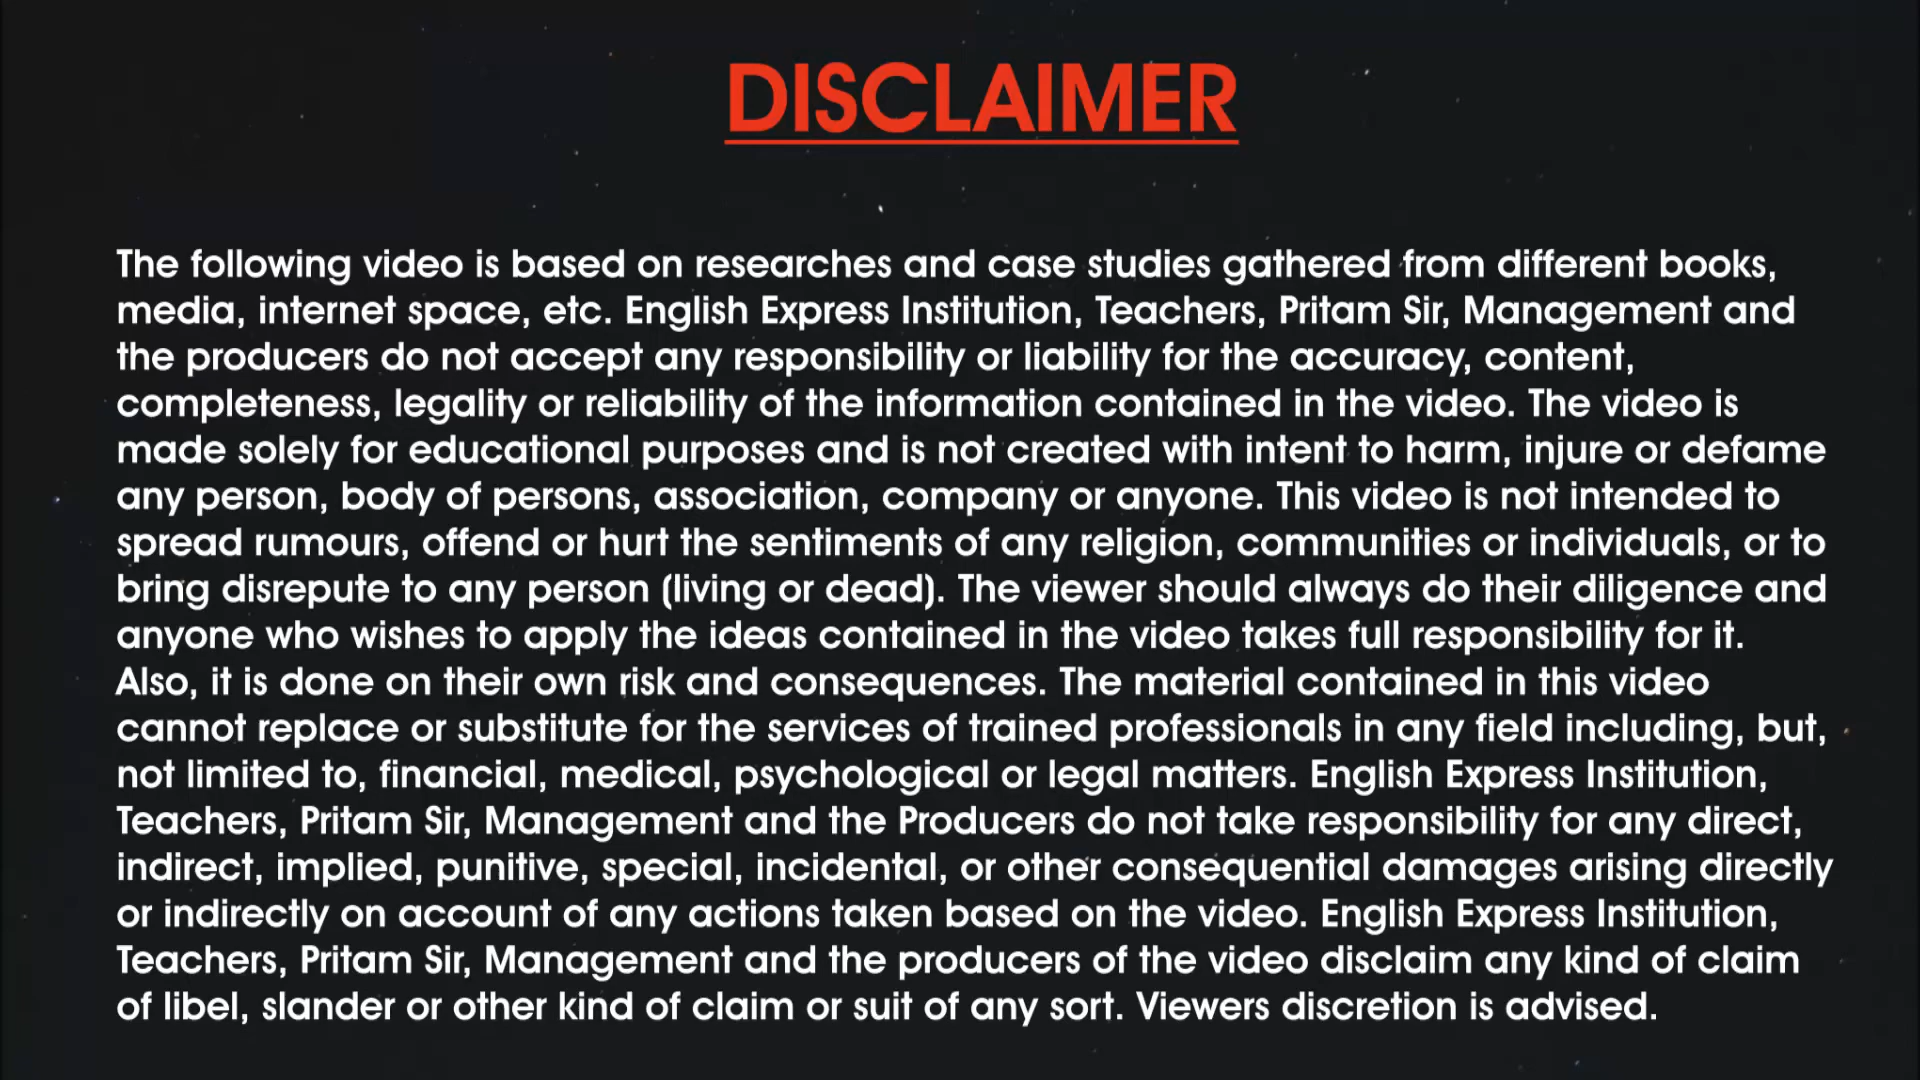 DISCLAIMER
The following video is based on researches and case studies gathered from different books,
media, internet space, etc. English Express Institution, Teachers, Pritam Sir, Management and
the producers do not accept any responsibility or liability for the accuracy, content,
completeness, legality or reliability of the information contained in the video. The video is
made solely for educational purposes and is not created with intent to harm, injure or defame
any person, body of persons, association, company or anyone. This video is not intended to
spread rumours, offend or hurt the sentiments of any religion, communities or individuals, or to
bring disrepute to any person (living or dead). The viewer should always do their diligence and
anyone who wishes to apply the ideas contained in the video takes full responsibility for it.
Also, it is done on their own risk and consequences. The material contained in this video
cannot replace or substitute for the services of trained professionals in any field including, but,
not limited to, financial, medical, psychological or legal matters. English Express Institution,
Teachers, Pritam Sir, Management and the Producers do not take responsibility for any direct,
indirect, implied, punitive, special, incidental, or other consequential damages arising directly
or indirectly on account of any actions taken based on the video. English Express Institution,
Teachers, Pritam Sir, Management and the producers of the video disclaim any kind of claim
of libel, slander or other kind of claim or suit of any sort. Viewers discretion is advised.